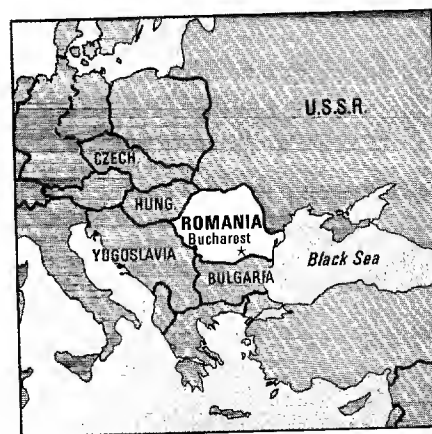 U.S.S.R.
CZECH.
HUNG.
ROMANIA
Bucharest
YUGOSLAVIA
Black Sea
BULGARIA